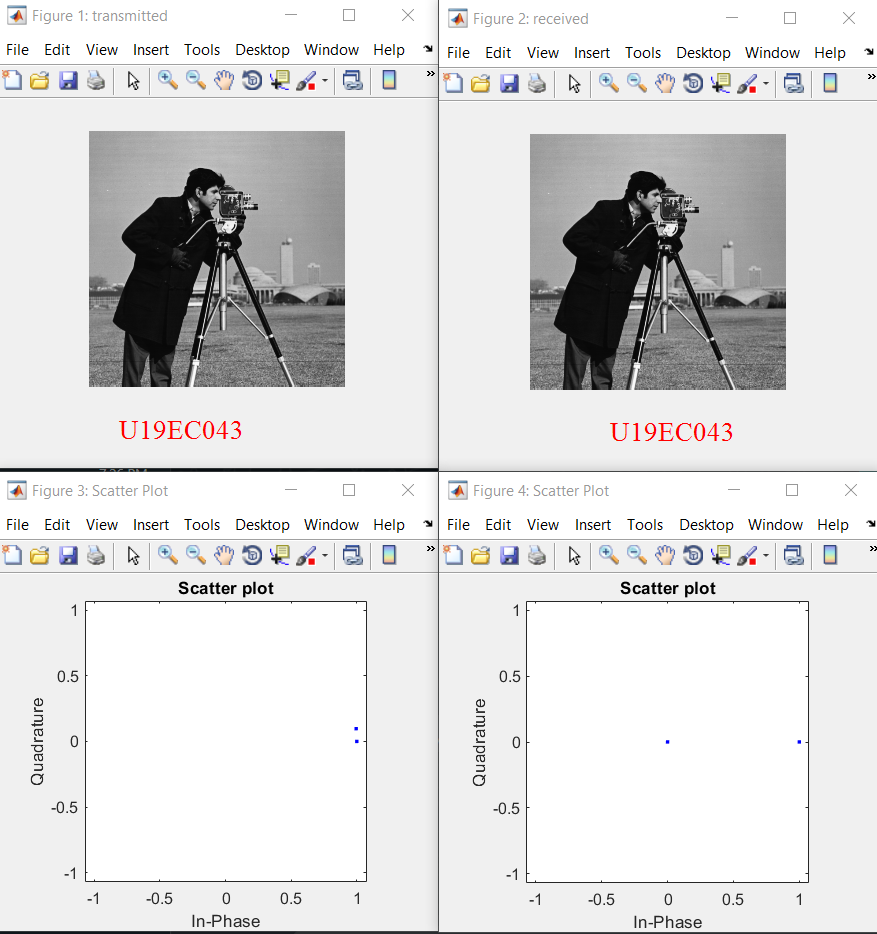 Figure 1: transmitted
File Edit View Insert Tools Desktop Window Help
U19EC043
Figure 2: received
File Edit View Insert Tools Desktop Window Help
U19EC043
Figure 3: Scatter Plot
File Edit View Insert Tools Desktop Window Help
Scatter plot
1
0.5
0
-0.5
-1
Quadrature
-1 -0.5 0 0.5 1
In-Phase
Figure 4: Scatter Plot
File Edit View Insert Tools Desktop Window Help
Scatter plot
1
0.5
0
-0.5
-1
Quadrature
-1 -0.5 0 0.5 1
In-Phase